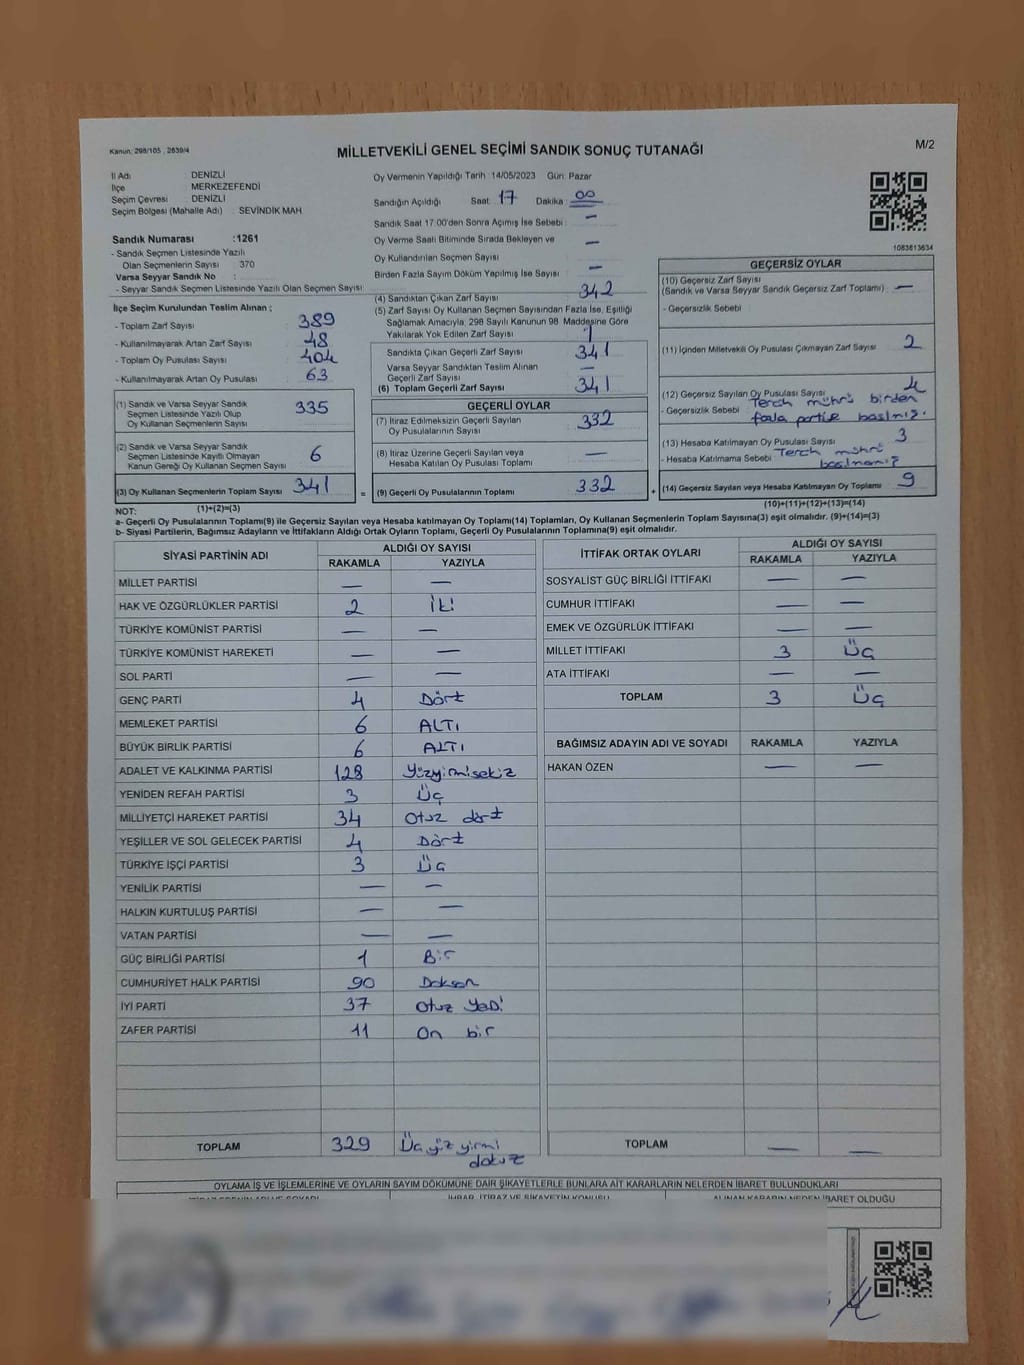 Kanun: 298/105 , 2839/4
M/2
MİLLETVEKİLİ GENEL SEÇİMİ SANDIK SONUÇ TUTANAĞI
İl Adı DENİZLİ
İlçe MERKEZEFENDİ
Seçim Çevresi DENİZLİ
Seçim Bölgesi (Mahalle Adı) : SEVİNDİK MAH
Sandık Numarası :1261
- Sandık Seçmen Listesinde Yazılı
Olan Seçmenlerin Sayısı : 370
Varsa Seyyar Sandık No :
- Seyyar Sandık Seçmen Listesinde Yazılı Olan Seçmen Sayısı:
Oy Vermenin Yapıldığı Tarih :14/05/2023 Gün: Pazar
Sandığın Açıldığı Saat : 17 Dakika : 00
Sandık Saat 17.00'den Sonra Açımış İse Sebebi : —
Oy Verme Saati Bitiminde Sırada Bekleyen ve
Oy Kullandırılan Seçmen Sayısı : —
Birden Fazla Sayım Döküm Yapılmış İse Sayısı : —
1083613634
İlçe Seçim Kurulundan Teslim Alınan ;
- Toplam Zarf Sayısı : 389
- Kullanılmayarak Artan Zarf Sayısı : 48
- Toplam Oy Pusulası Sayısı : 404
- Kullanılmayarak Artan Oy Pusulası : 63
(1) Sandık ve Varsa Seyyar Sandık
Seçmen Listesinde Yazılı Olup
Oy Kullanan Seçmenlerin Sayısı 335
(2) Sandık ve Varsa Seyyar Sandık
Seçmen Listesinde Kayıtlı Olmayan
Kanun Gereği Oy Kullanan Seçmen Sayısı 6
(3) Oy Kullanan Seçmenlerin Toplam Sayısı 341
(1)+(2)=(3)
(4) Sandıktan Çıkan Zarf Sayısı : 342
(5) Zarf Sayısı Oy Kullanan Seçmen Sayısından Fazla İse, Eşitliği
Sağlamak Amacıyla, 298 Sayılı Kanunun 98. Maddesine Göre
Yakılarak Yok Edilen Zarf Sayısı : 1
Sandıkta Çıkan Geçerli Zarf Sayısı 341
Varsa Seyyar Sandıktan Teslim Alınan
Geçerli Zarf Sayısı —
(6) Toplam Geçerli Zarf Sayısı 341
GEÇERLİ OYLAR
(7) İtiraz Edilmeksizin Geçerli Sayılan
Oy Pusulalarının Sayısı 332
(8) İtiraz Üzerine Geçerli Sayılan veya
Hesaba Katılan Oy Pusulası Toplamı —
= (9) Geçerli Oy Pusulalarının Toplamı 332 +
GEÇERSİZ OYLAR
(10) Geçersiz Zarf Sayısı
(Sandık ve Varsa Seyyar Sandık Geçersiz Zarf Toplamı) : —
- Geçersizlik Sebebi :
(11) İçinden Milletvekili Oy Pusulası Çıkmayan Zarf Sayısı : 2
(12) Geçersiz Sayılan Oy Pusulası Sayısı : 4
- Geçersizlik Sebebi : Terch mührü birden
fazla partiye basılmış.
(13) Hesaba Katılmayan Oy Pusulası Sayısı : 3
- Hesaba Katılmama Sebebi : Terch mührü
basılmamış
(14) Geçersiz Sayılan veya Hesaba Katılmayan Oy Toplamı 9
(10)+(11)+(12)+(13)=(14)
NOT:
a- Geçerli Oy Pusulalarının Toplamı(9) ile Geçersiz Sayılan veya Hesaba katılmayan Oy Toplamı(14) Toplamları, Oy Kullanan Seçmenlerin Toplam Sayısına(3) eşit olmalıdır. (9)+(14)=(3)
b- Siyasi Partilerin, Bağımsız Adayların ve İttifakların Aldığı Ortak Oyların Toplamı, Geçerli Oy Pusulalarının Toplamına(9) eşit olmalıdır.
SİYASİ PARTİNİN ADI ALDIĞI OY SAYISI
RAKAMLA YAZIYLA
MİLLET PARTİSİ — —
HAK VE ÖZGÜRLÜKLER PARTİSİ 2 İki
TÜRKİYE KOMÜNİST PARTİSİ — —
TÜRKİYE KOMÜNİST HAREKETİ — —
SOL PARTİ — —
GENÇ PARTİ 4 Dört
MEMLEKET PARTİSİ 6 ALTI
BÜYÜK BİRLİK PARTİSİ 6 ALTI
ADALET VE KALKINMA PARTİSİ 128 Yüzyirmisekiz
YENİDEN REFAH PARTİSİ 3 Üç
MİLLİYETÇİ HAREKET PARTİSİ 34 Otuz dört
YEŞİLLER VE SOL GELECEK PARTİSİ 4 Dört
TÜRKİYE İŞÇİ PARTİSİ 3 Üç
YENİLİK PARTİSİ — —
HALKIN KURTULUŞ PARTİSİ — —
VATAN PARTİSİ — —
GÜÇ BİRLİĞİ PARTİSİ 1 Bir
CUMHURİYET HALK PARTİSİ 90 Doksan
İYİ PARTİ 37 Otuz yedi
ZAFER PARTİSİ 11 On bir
TOPLAM 329 Üç yüz yirmi
dokuz
İTTİFAK ORTAK OYLARI ALDIĞI OY SAYISI
RAKAMLA YAZIYLA
SOSYALİST GÜÇ BİRLİĞİ İTTİFAKI — —
CUMHUR İTTİFAKI — —
EMEK VE ÖZGÜRLÜK İTTİFAKI — —
MİLLET İTTİFAKI 3 Üç
ATA İTTİFAKI — —
TOPLAM 3 Üç
BAĞIMSIZ ADAYIN ADI VE SOYADI RAKAMLA YAZIYLA
HAKAN ÖZEN — —
TOPLAM — —
OYLAMA İŞ VE İŞLEMLERİNE VE OYLARIN SAYIM DÖKÜMÜNE DAİR ŞİKAYETLERLE BUNLARA AİT KARARLARIN NELERDEN İBARET BULUNDUKLARI
İHBAR, İTİRAZ VE ŞİKAYETİN KONUSU ALINAN KARARIN NEDEN İBARET OLDUĞU